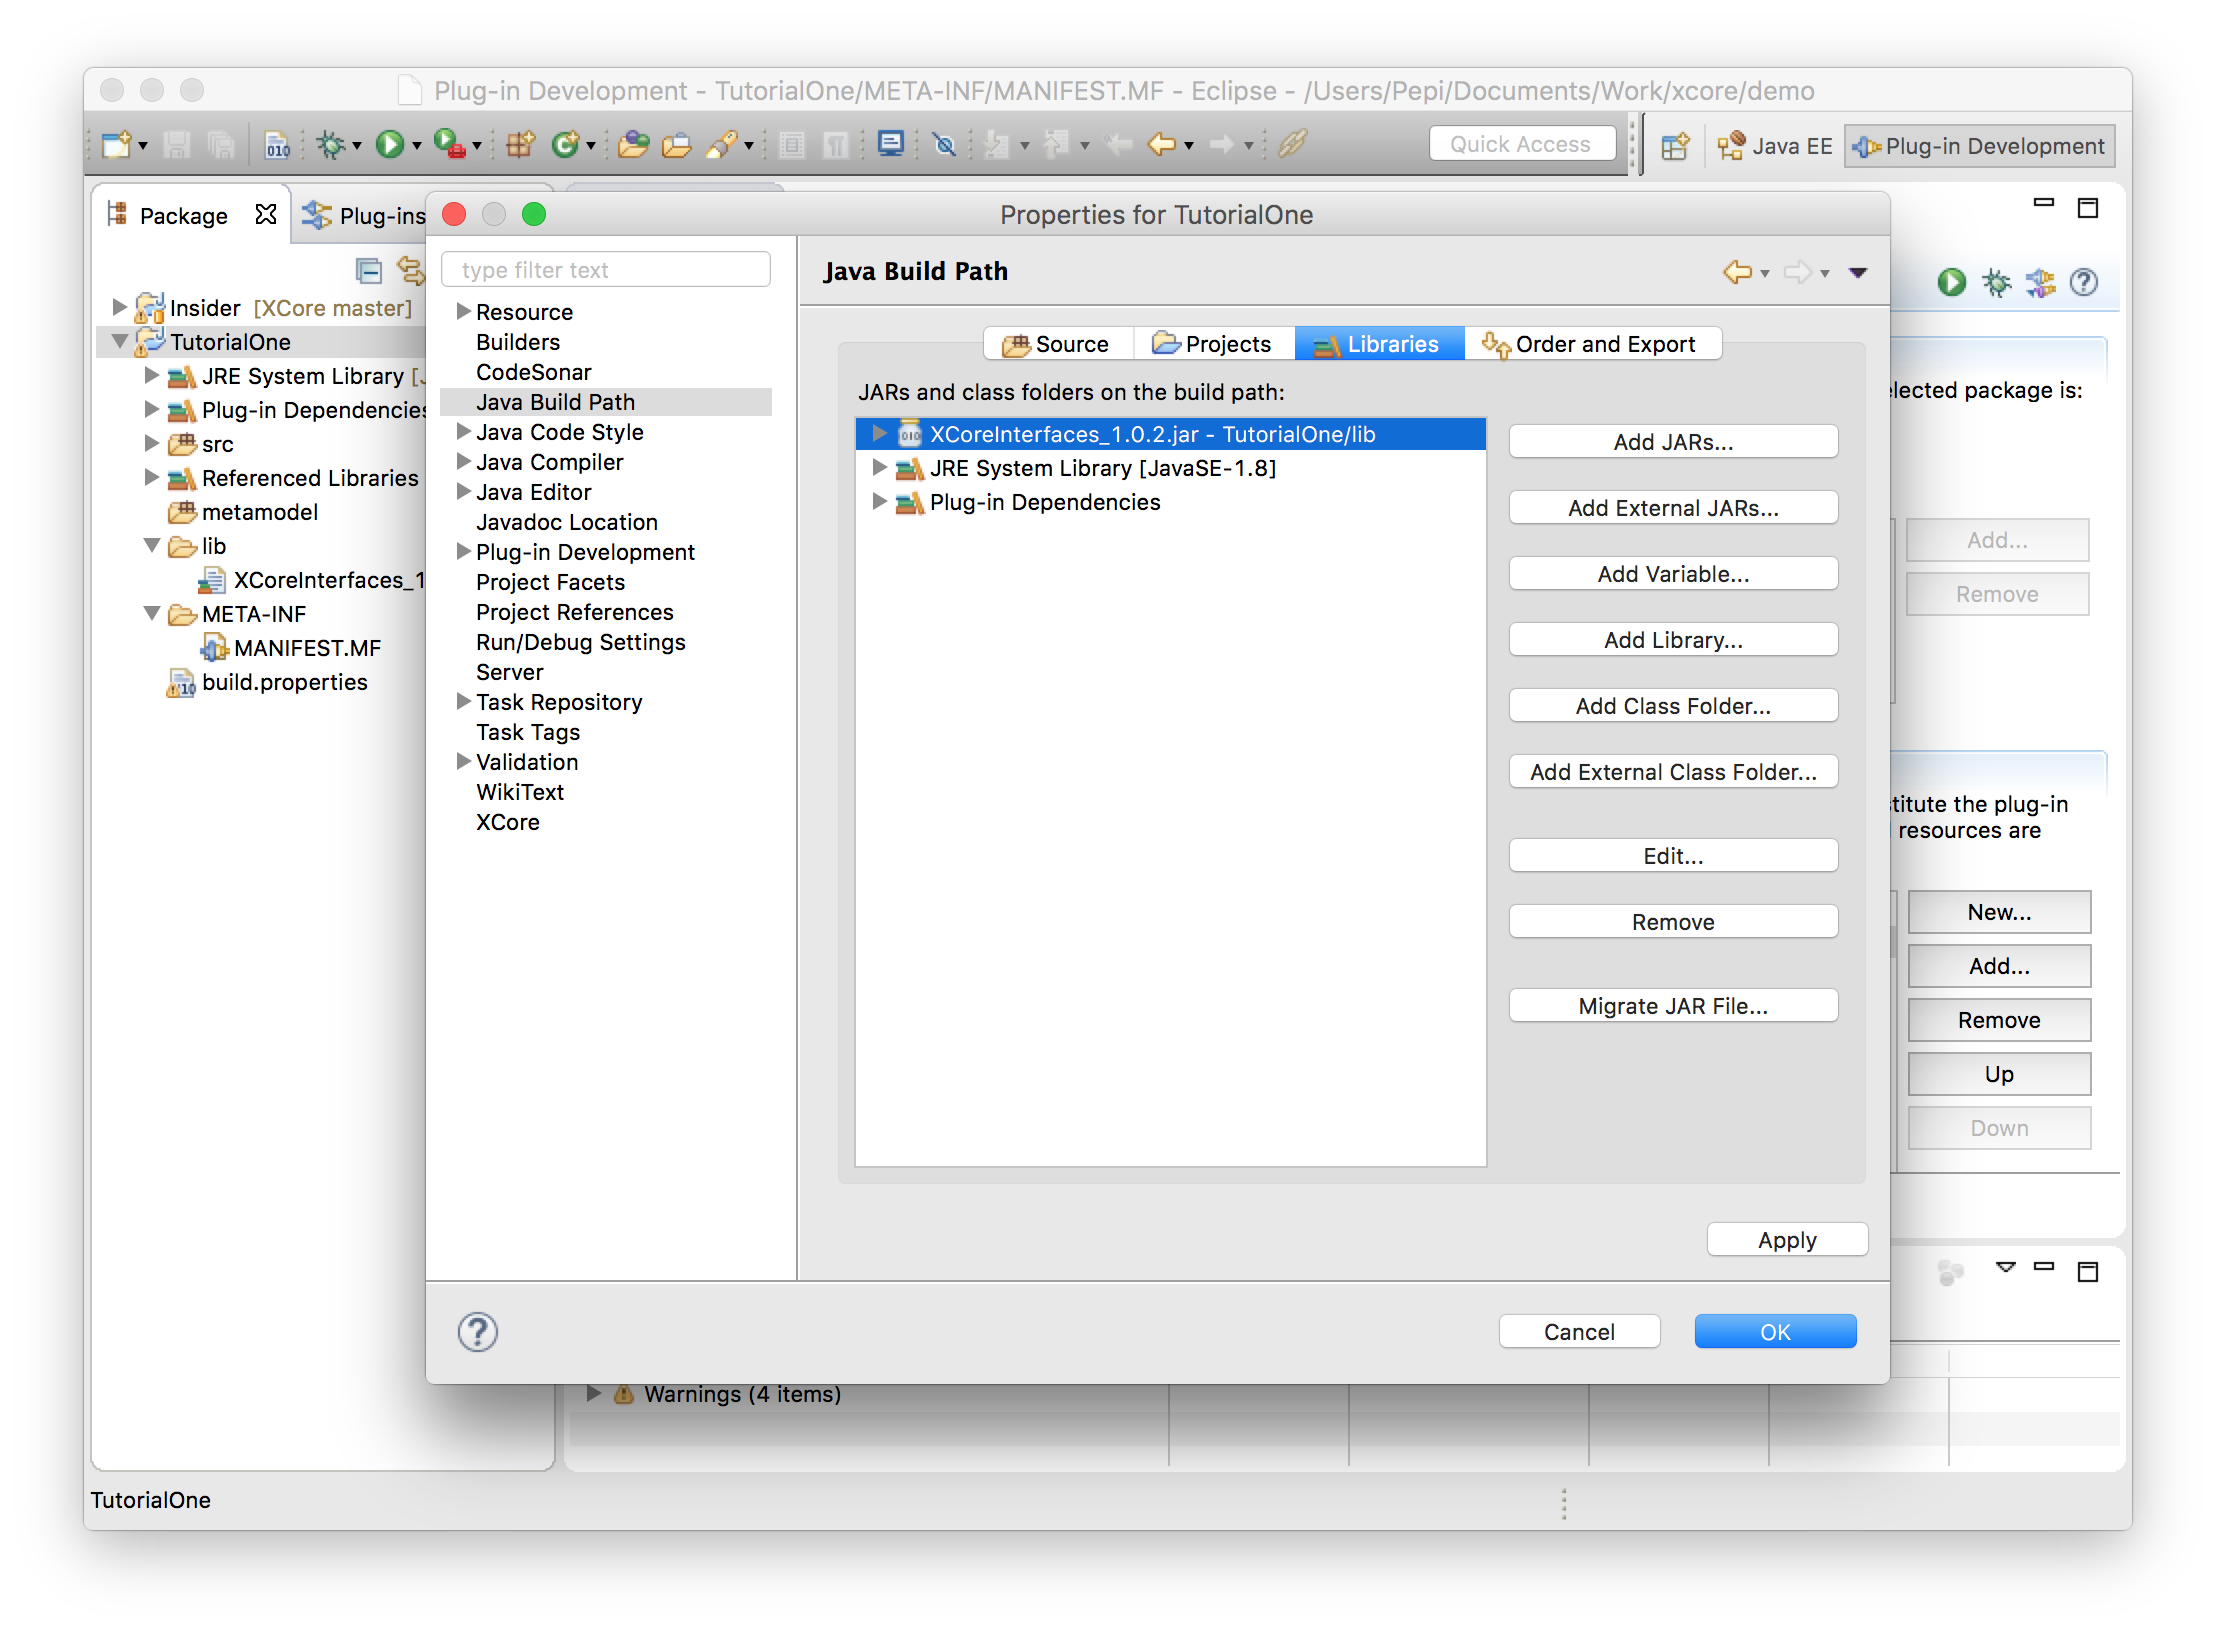 Plug-in Development - TutorialOne/META-INF/MANIFEST.MF - Eclipse - /Users/Pepi/Documents/Work/xcore/demo
Quick Access
Java EE
Plug-in Development
Package
Plug-ins
Insider [XCore master]
TutorialOne
JRE System Library [
Plug-in Dependencies
src
Referenced Libraries
metamodel
lib
XCoreInterfaces_1
META-INF
MANIFEST.MF
build.properties
Properties for TutorialOne
type filter text
Resource
Builders
CodeSonar
Java Build Path
Java Code Style
Java Compiler
Java Editor
Javadoc Location
Plug-in Development
Project Facets
Project References
Run/Debug Settings
Server
Task Repository
Task Tags
Validation
WikiText
XCore
Java Build Path
Source
Projects
Libraries
Order and Export
JARs and class folders on the build path:
XCoreInterfaces_1.0.2.jar - TutorialOne/lib
JRE System Library [JavaSE-1.8]
Plug-in Dependencies
Add JARs...
Add External JARs...
Add Variable...
Add Library...
Add Class Folder...
Add External Class Folder...
Edit...
Remove
Migrate JAR File...
Apply
Cancel
OK
elected package is:
Add...
Remove
stitute the plug-in
resources are
New...
Add...
Remove
Up
Down
Warnings (4 items)
TutorialOne